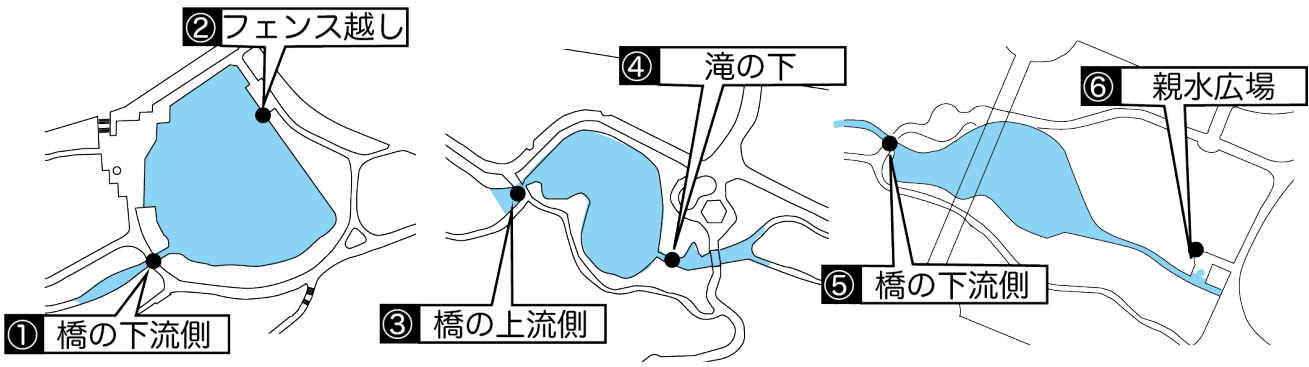 ② フェンス越し
① 橋の下流側
④ 滝の下
③ 橋の上流側
⑥ 親水広場
⑤ 橋の下流側